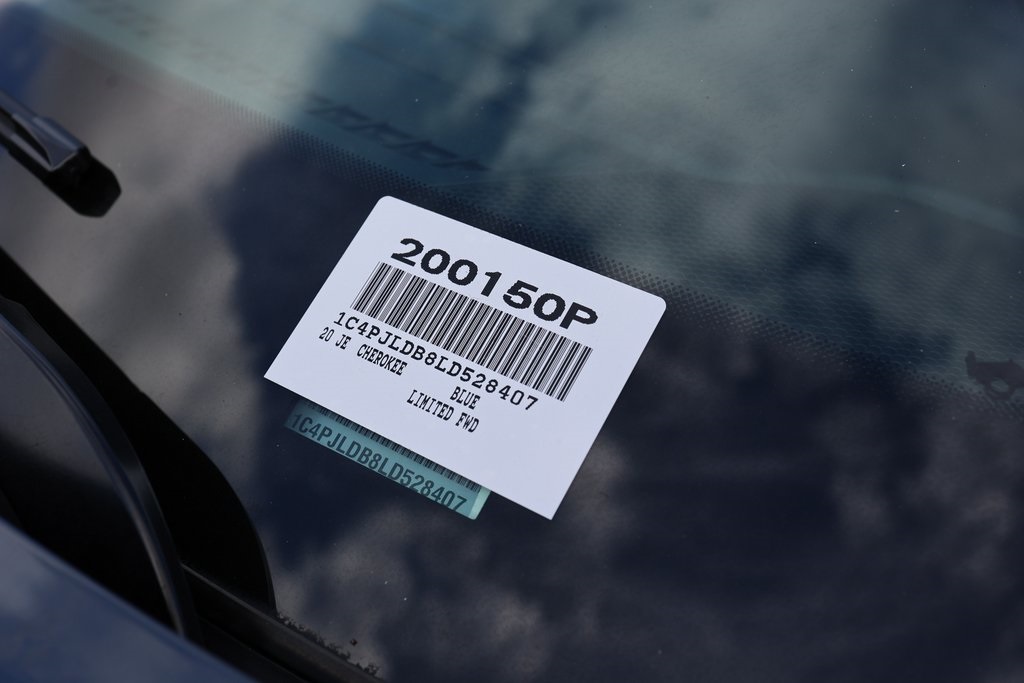 200150P
1C4PJLDB8LD528407
20 JE CHEROKEE BLUE
LIMITED FWD
1C4PJLDB8LD528407